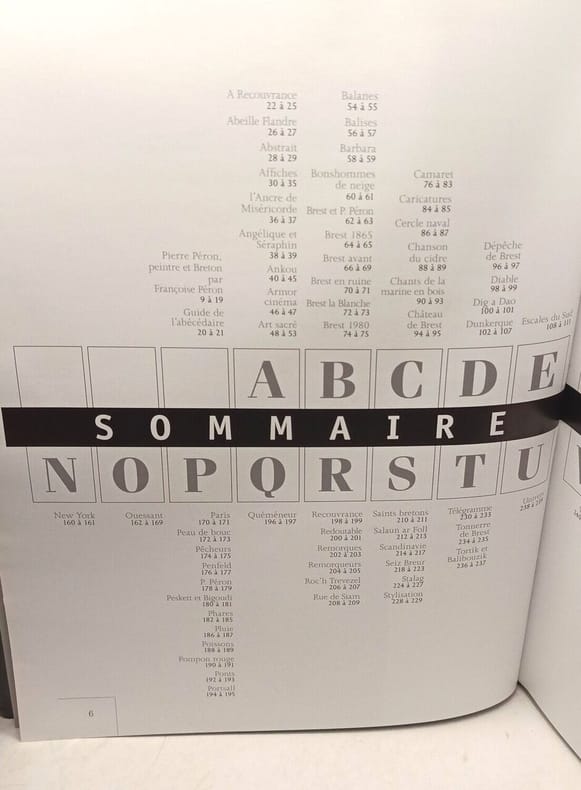 Pierre Péron,
peintre et Breton
par
Françoise Péron
9 à 19
Guide de
l'abécédaire
20 à 21
A Recouvrance
22 à 25
Abeille Flandre
26 à 27
Abstrait
28 à 29
Affiches
30 à 35
l'Ancre de
Miséricorde
36 à 37
Angélique et
Séraphin
38 à 39
Ankou
40 à 45
Armor
cinéma
46 à 47
Art sacré
48 à 53
Balanes
54 à 55
Balises
56 à 57
Barbara
58 à 59
Bonshommes
de neige
60 à 61
Brest et P. Péron
62 à 63
Brest 1865
64 à 65
Brest avant
66 à 69
Brest en ruine
70 à 71
Brest la Blanche
72 à 73
Brest 1980
74 à 75
Camaret
76 à 83
Caricatures
84 à 85
Cercle naval
86 à 87
Chanson
du cidre
88 à 89
Chants de la
marine en bois
90 à 93
Château
de Brest
94 à 95
Dépêche
de Brest
96 à 97
Diable
98 à 99
Dig a Dao
100 à 101
Dunkerque
102 à 107
Escales du Sud
108 à 111
A B C D E
SOMMAIRE
N O P Q R S T U
New York
160 à 161
Ouessant
162 à 169
Paris
170 à 171
Peau de bouc
172 à 173
Pêcheurs
174 à 175
Penfeld
176 à 177
P. Péron
178 à 179
Peskett et Bigoudi
180 à 181
Phares
182 à 185
Pluie
186 à 187
Poissons
188 à 189
Pompon rouge
190 à 191
Ponts
192 à 193
Portsall
194 à 195
Quéméneur
196 à 197
Recouvrance
198 à 199
Redoutable
200 à 201
Remorques
202 à 203
Remorqueurs
204 à 205
Roc'h Trevezel
206 à 207
Rue de Siam
208 à 209
Saints bretons
210 à 211
Salaun ar Foll
212 à 213
Scandinavie
214 à 217
Seiz Breur
218 à 223
Stalag
224 à 227
Stylisation
228 à 229
Télégramme
230 à 233
Tonnerre
de Brest
234 à 235
Tortik et
Balibouzik
236 à 237
6